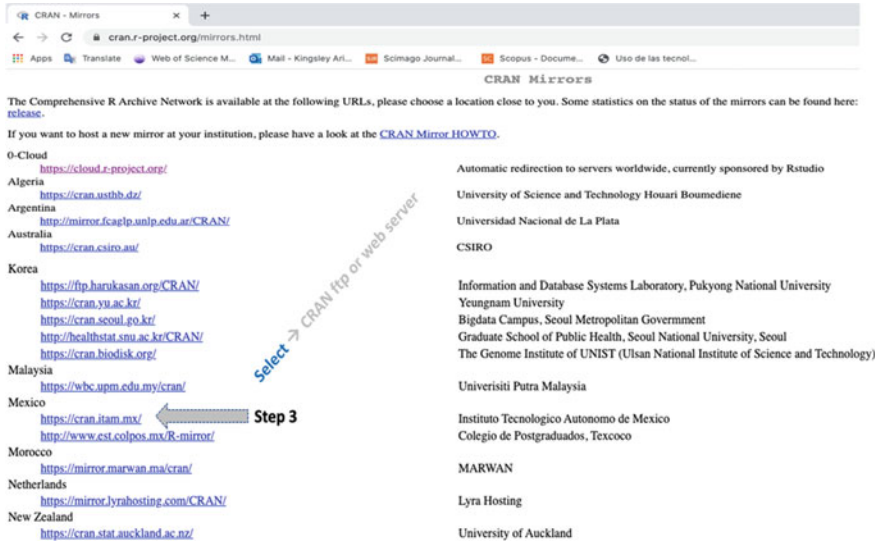 CRAN - Mirrors
cran.r-project.org/mirrors.html
Apps Translate Web of Science M... Mail - Kingsley Ari... Scimago Journal... Scopus - Docume... Uso de las tecnol...
CRAN Mirrors
The Comprehensive R Archive Network is available at the following URLs, please choose a location close to you. Some statistics on the status of the mirrors can be found here:
release.
If you want to host a new mirror at your institution, please have a look at the CRAN Mirror HOWTO.
0-Cloud
https://cloud.r-project.org/ Automatic redirection to servers worldwide, currently sponsored by Rstudio
Algeria
https://cran.usthb.dz/ University of Science and Technology Houari Boumediene
Argentina
http://mirror.fcaglp.unlp.edu.ar/CRAN/ Universidad Nacional de La Plata
Australia
https://cran.csiro.au/ CSIRO
Select → CRAN ftp or web server
Korea
https://ftp.harukasan.org/CRAN/ Information and Database Systems Laboratory, Pukyong National University
https://cran.yu.ac.kr/ Yeungnam University
https://cran.seoul.go.kr/ Bigdata Campus, Seoul Metropolitan Government
http://healthstat.snu.ac.kr/CRAN/ Graduate School of Public Health, Seoul National University, Seoul
https://cran.biodisk.org/ The Genome Institute of UNIST (Ulsan National Institute of Science and Technology)
Malaysia
https://wbc.upm.edu.my/cran/ Univerisiti Putra Malaysia
Mexico
https://cran.itam.mx/ Step 3 Instituto Tecnologico Autonomo de Mexico
http://www.est.colpos.mx/R-mirror/ Colegio de Postgraduados, Texcoco
Morocco
https://mirror.marwan.ma/cran/ MARWAN
Netherlands
https://mirror.lyrahosting.com/CRAN/ Lyra Hosting
New Zealand
https://cran.stat.auckland.ac.nz/ University of Auckland